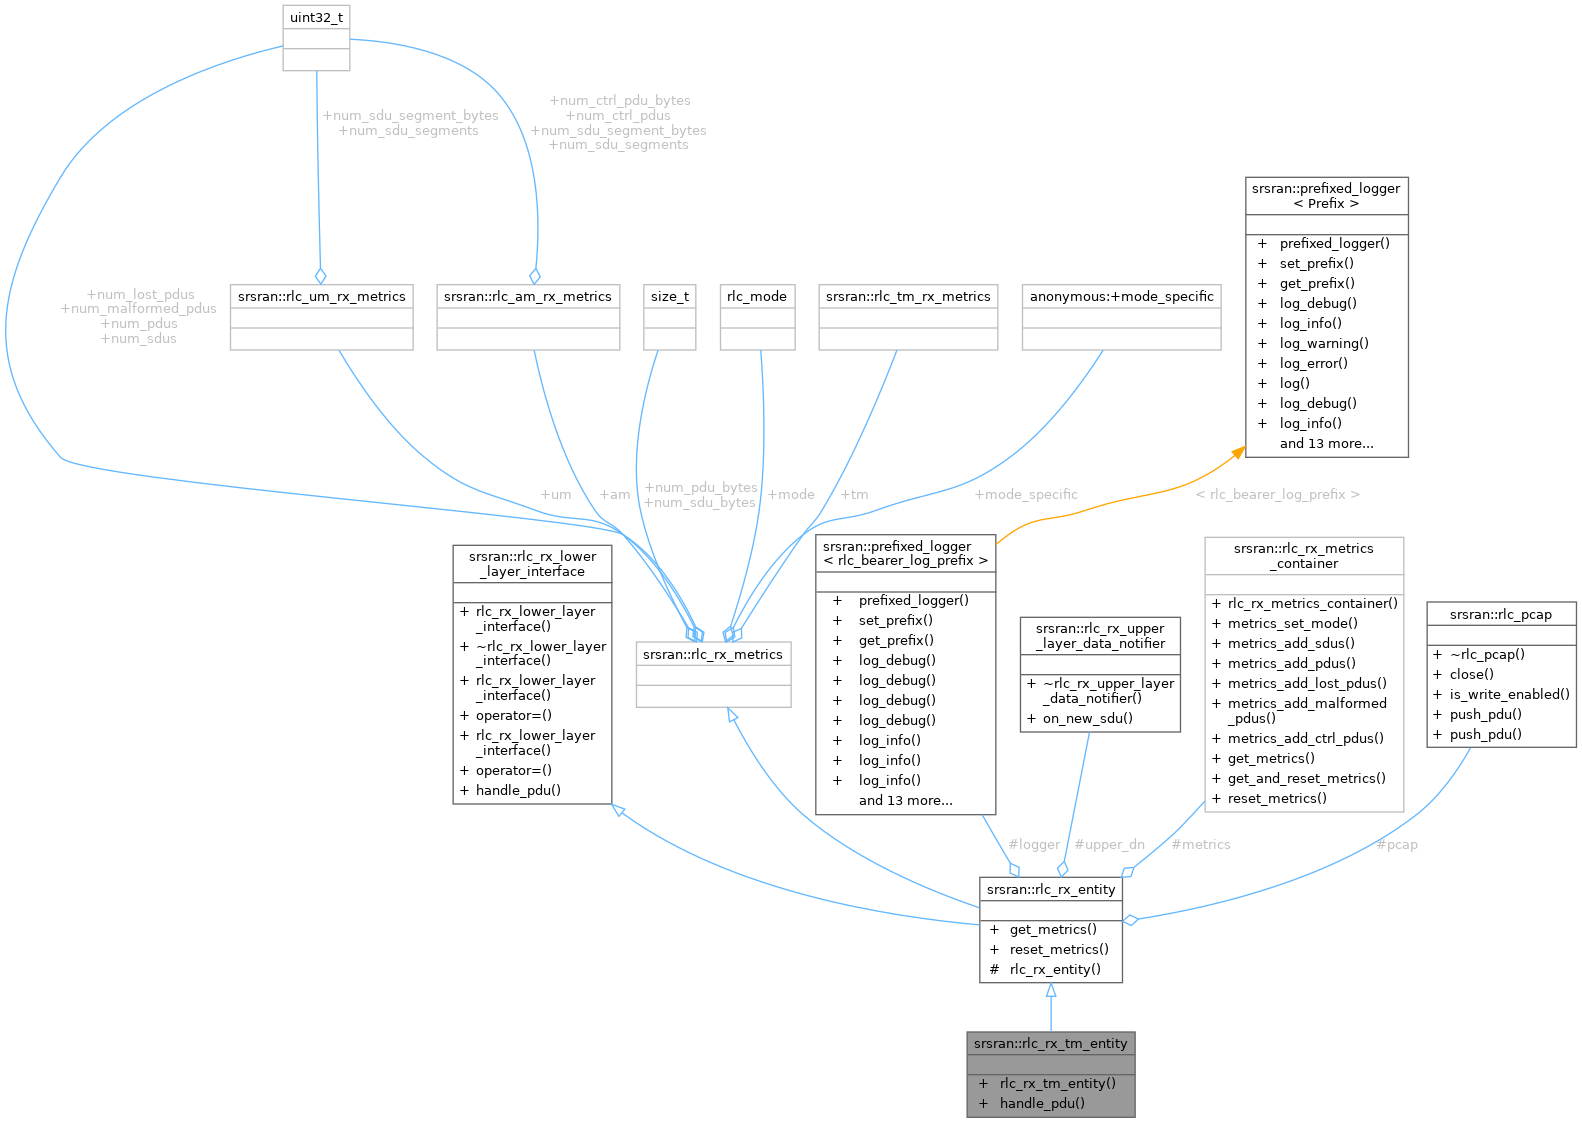 uint32_t
+num_sdu_segment_bytes
+num_sdu_segments
+num_ctrl_pdu_bytes
+num_ctrl_pdus
+num_sdu_segment_bytes
+num_sdu_segments
srsran::prefixed_logger
< Prefix >
+ prefixed_logger()
+ set_prefix()
+ get_prefix()
+ log_debug()
+ log_info()
+ log_warning()
+ log_error()
+ log()
+ log_debug()
+ log_info()
and 13 more...
+num_lost_pdus
+num_malformed_pdus
+num_pdus
+num_sdus
srsran::rlc_um_rx_metrics
srsran::rlc_am_rx_metrics
size_t
rlc_mode
srsran::rlc_tm_rx_metrics
anonymous:+mode_specific
+um
+am
+num_pdu_bytes
+num_sdu_bytes
+mode
+tm
+mode_specific
< rlc_bearer_log_prefix >
srsran::rlc_rx_lower
_layer_interface
+ rlc_rx_lower_layer
_interface()
+ ~rlc_rx_lower_layer
_interface()
+ rlc_rx_lower_layer
_interface()
+ operator=()
+ rlc_rx_lower_layer
_interface()
+ operator=()
+ handle_pdu()
srsran::rlc_rx_metrics
srsran::prefixed_logger
< rlc_bearer_log_prefix >
+ prefixed_logger()
+ set_prefix()
+ get_prefix()
+ log_debug()
+ log_debug()
+ log_debug()
+ log_debug()
+ log_info()
+ log_info()
+ log_info()
and 13 more...
srsran::rlc_rx_upper
_layer_data_notifier
+ ~rlc_rx_upper_layer
_data_notifier()
+ on_new_sdu()
srsran::rlc_rx_metrics
_container
+ rlc_rx_metrics_container()
+ metrics_set_mode()
+ metrics_add_sdus()
+ metrics_add_pdus()
+ metrics_add_lost_pdus()
+ metrics_add_malformed
_pdus()
+ metrics_add_ctrl_pdus()
+ get_metrics()
+ get_and_reset_metrics()
+ reset_metrics()
srsran::rlc_pcap
+ ~rlc_pcap()
+ close()
+ is_write_enabled()
+ push_pdu()
+ push_pdu()
#logger
#upper_dn
#metrics
#pcap
srsran::rlc_rx_entity
+ get_metrics()
+ reset_metrics()
# rlc_rx_entity()
srsran::rlc_rx_tm_entity
+ rlc_rx_tm_entity()
+ handle_pdu()